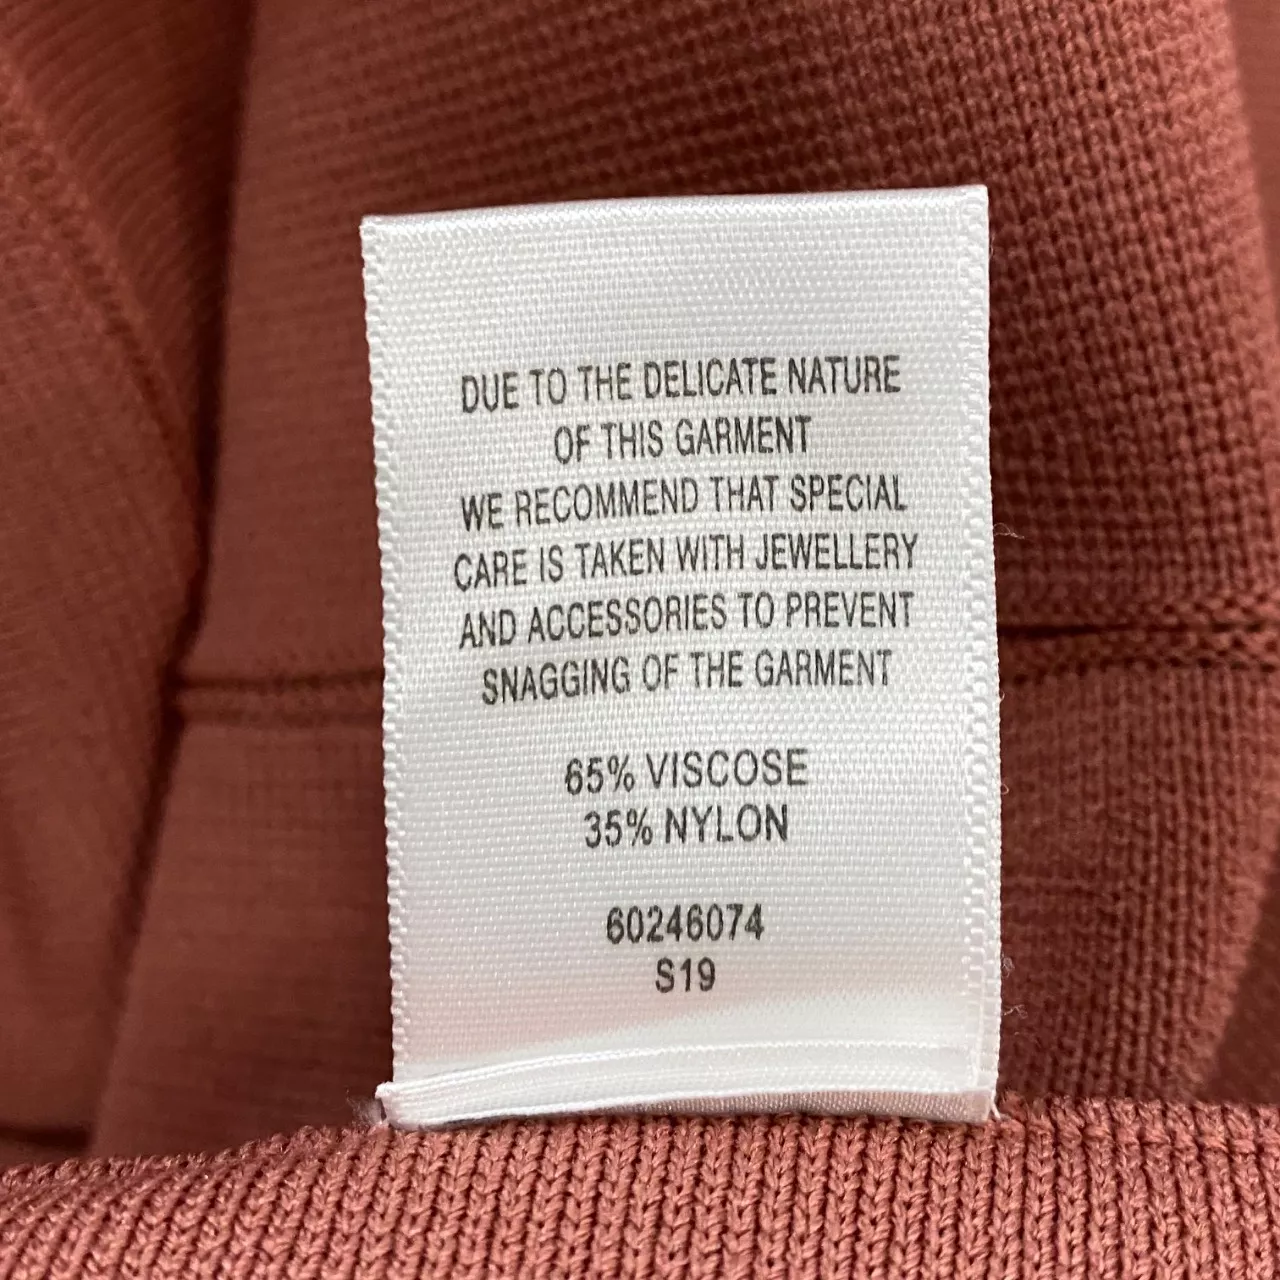 DUE TO THE DELICATE NATURE
OF THIS GARMENT
WE RECOMMEND THAT SPECIAL
CARE IS TAKEN WITH JEWELLERY
AND ACCESSORIES TO PREVENT
SNAGGING OF THE GARMENT
65% VISCOSE
35% NYLON
60246074
S19